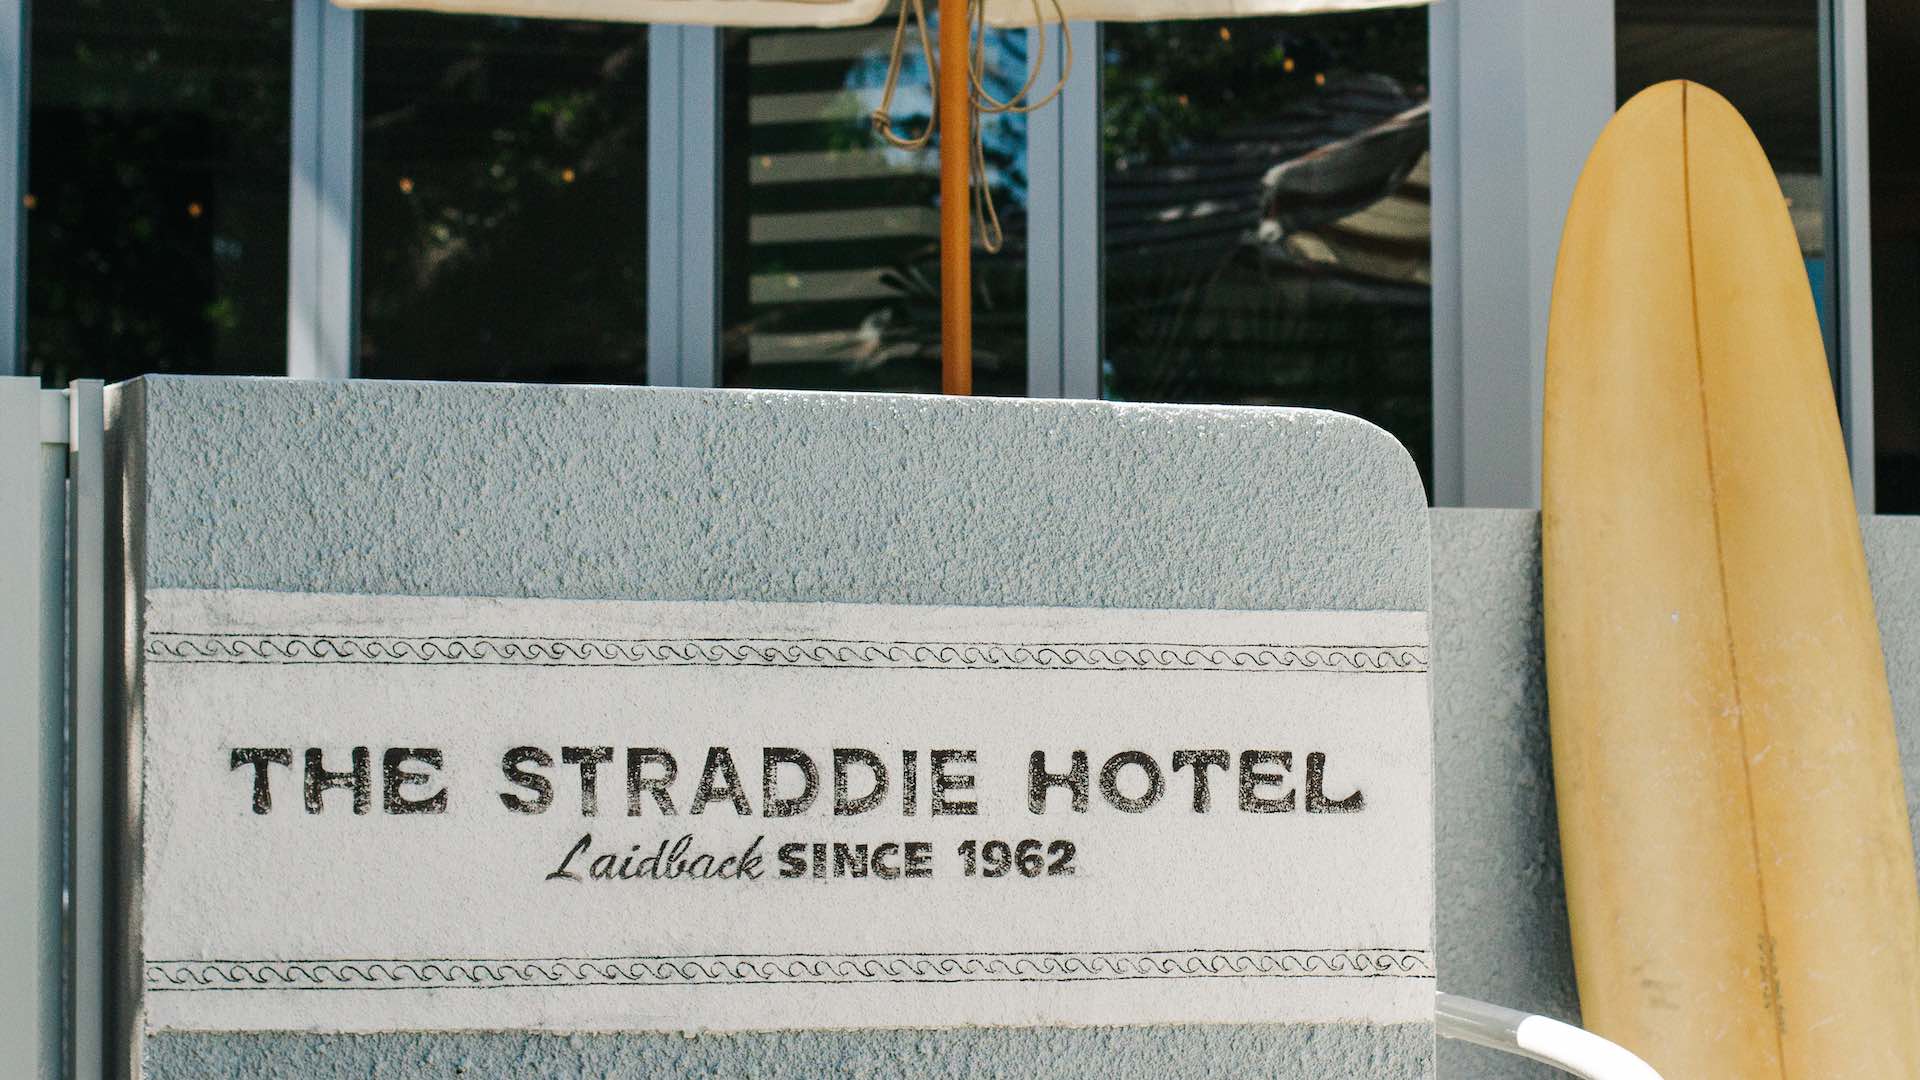 THE STRADDIE HOTEL
Laidback SINCE 1962